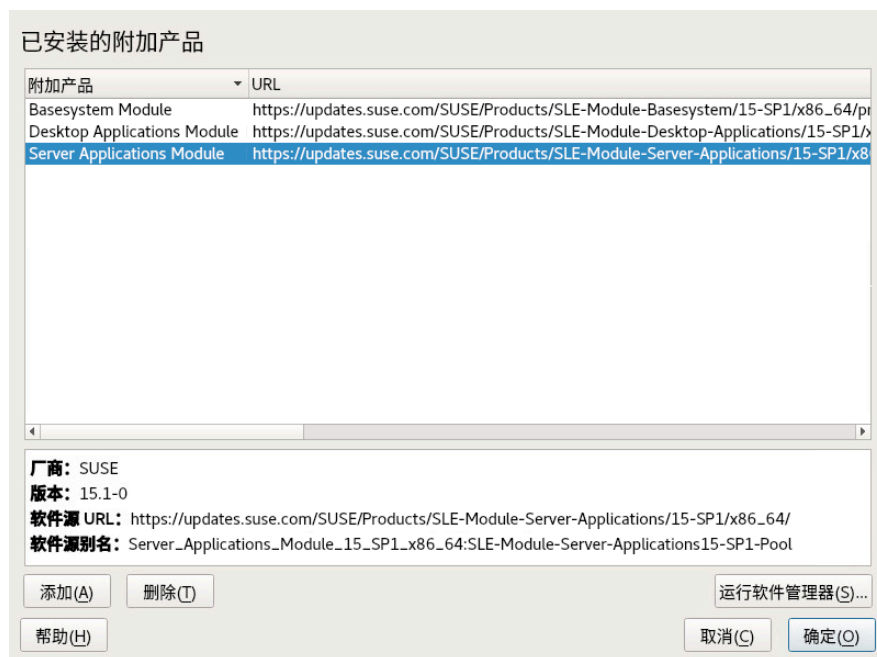 已安装的附加产品
附加产品 URL
Basesystem Module https://updates.suse.com/SUSE/Products/SLE-Module-Basesystem/15-SP1/x86_64/pr
Desktop Applications Module https://updates.suse.com/SUSE/Products/SLE-Module-Desktop-Applications/15-SP1/x
Server Applications Module https://updates.suse.com/SUSE/Products/SLE-Module-Server-Applications/15-SP1/x8
厂商：SUSE
版本：15.1-0
软件源 URL：https://updates.suse.com/SUSE/Products/SLE-Module-Server-Applications/15-SP1/x86_64/
软件源别名：Server_Applications_Module_15_SP1_x86_64:SLE-Module-Server-Applications15-SP1-Pool
添加(A) 删除(T) 运行软件管理器(S)...
帮助(H) 取消(C) 确定(O)